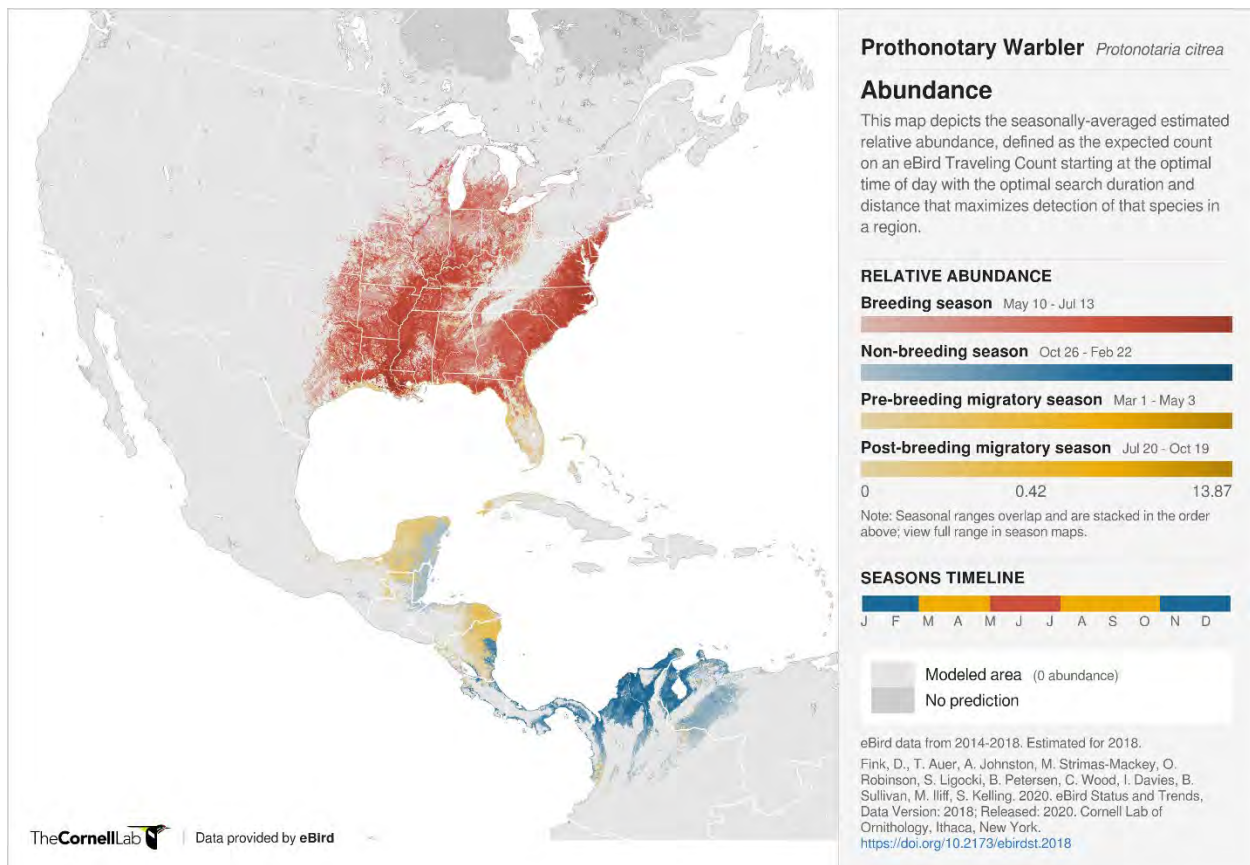 Prothonotary Warbler Protonotaria citrea
Abundance
This map depicts the seasonally-averaged estimated
relative abundance, defined as the expected count
on an eBird Traveling Count starting at the optimal
time of day with the optimal search duration and
distance that maximizes detection of that species in
a region.
RELATIVE ABUNDANCE
Breeding season May 10 - Jul 13
Non-breeding season Oct 26 - Feb 22
Pre-breeding migratory season Mar 1 - May 3
Post-breeding migratory season Jul 20 - Oct 19
0 0.42 13.87
Note: Seasonal ranges overlap and are stacked in the order
above; view full range in season maps.
SEASONS TIMELINE
J F M A M J J A S O N D
Modeled area (0 abundance)
No prediction
eBird data from 2014-2018. Estimated for 2018.
Fink, D., T. Auer, A. Johnston, M. Strimas-Mackey, O.
Robinson, S. Ligocki, B. Petersen, C. Wood, I. Davies, B.
Sullivan, M. Iliff, S. Kelling. 2020. eBird Status and Trends,
Data Version: 2018; Released: 2020. Cornell Lab of
Ornithology, Ithaca, New York.
https://doi.org/10.2173/ebirdst.2018
TheCornellLab Data provided by eBird